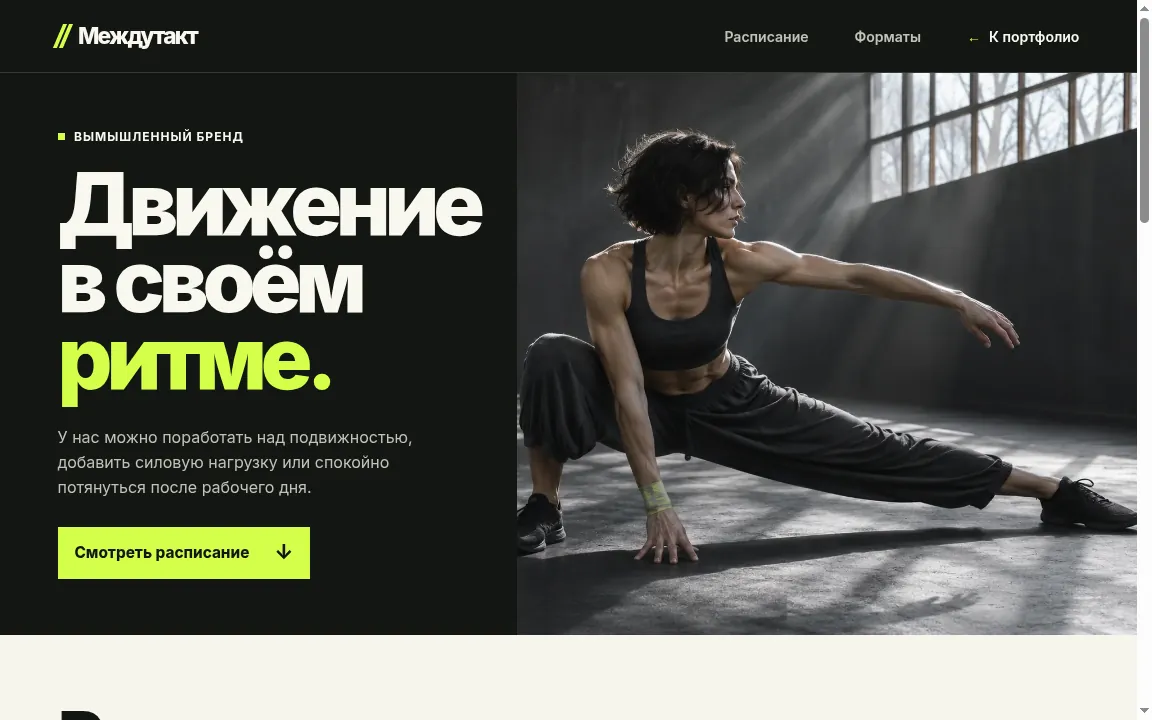 // Междутакт
Расписание
Форматы
← К портфолио
ВЫМЫШЛЕННЫЙ БРЕНД
Движение
в своём
ритме.
У нас можно поработать над подвижностью,
добавить силовую нагрузку или спокойно
потянуться после рабочего дня.
Смотреть расписание ↓